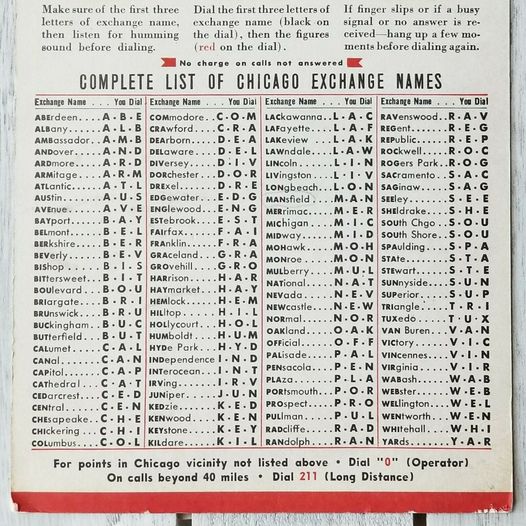 Make sure of the first three
letters of exchange name,
then listen for humming
sound before dialing.
Dial the first three letters of
exchange name (black on
the dial), then the figures
(red on the dial).
If finger slips or if a busy
signal or no answer is re-
ceived—hang up a few mo-
ments before dialing again.
No charge on calls not answered
COMPLETE LIST OF CHICAGO EXCHANGE NAMES
Exchange Name . . . You Dial
ABErdeen....A·B·E
ALBany....A·L·B
AMBassador..A·M·B
ANDover...A·N·D
ARDmore...A·R·D
ARMitage...A·R·M
ATLantic....A·T·L
AUStin.....A·U·S
AVEnue....A·V·E
BAYport....B·A·Y
BELmont....B·E·L
BERkshire...B·E·R
BEVerly....B·E·V
BIShop.....B·I·S
BITtersweet...B·I·T
BOUlevard...B·O·U
BRIargate...B·R·I
BRUnswick...B·R·U
BUCkingham..B·U·C
BUTterfield...B·U·T
CALumet...C·A·L
CANal.....C·A·N
CAPitol....C·A·P
CAThedral...C·A·T
CEDarcrest...C·E·D
CENtral....C·E·N
CHEsapeake...C·H·E
CHIckering...C·H·I
COLumbus...C·O·L
Exchange Name . . . You Dial
COMmodore..C·O·M
CRAwford...C·R·A
DEArborn...D·E·A
DELaware...D·E·L
DIVersey....D·I·V
DORchester..D·O·R
DRExel.....D·R·E
EDGewater..E·D·G
ENGlewood..E·N·G
ESTebrook...E·S·T
FAIrfax.....F·A·I
FRAnklin....F·R·A
GRAceland...G·R·A
GROvehill...G·R·O
HARrison...H·A·R
HAYmarket..H·A·Y
HEMlock...H·E·M
HILltop.....H·I·L
HOLlycourt..H·O·L
HUMboldt...H·U·M
HYDe Park..H·Y·D
INDependence I·N·D
INTerocean...I·N·T
IRVing.....I·R·V
JUNiper....J·U·N
KEDzie.....K·E·D
KENwood...K·E·N
KEYstone...K·E·Y
KILdare....K·I·L
Exchange Name . . . You Dial
LACkawanna..L·A·C
LAFayette...L·A·F
LAKeview...L·A·K
LAWndale...L·A·W
LINcoln....L·I·N
LIVingston...L·I·V
LONgbeach..L·O·N
MANsfield...M·A·N
MERrimac...M·E·R
MIChigan...M·I·C
MIDway....M·I·D
MOHawk...M·O·H
MONroe....M·O·N
MULberry...M·U·L
NATional...N·A·T
NEVada....N·E·V
NEWcastle...N·E·W
NORmal....N·O·R
OAKland...O·A·K
OFFicial....O·F·F
PALisade...P·A·L
PENsacola...P·E·N
PLAza.....P·L·A
PORtsmouth..P·O·R
PROspect...P·R·O
PULlman....P·U·L
RADcliffe...R·A·D
RANdolph...R·A·N
Exchange Name . . . You Dial
RAVenswood..R·A·V
REGent....R·E·G
REPublic....R·E·P
ROCkwell...R·O·C
ROGers Park..R·O·G
SACramento..S·A·C
SAGinaw...S·A·G
SEEley.....S·E·E
SHEldrake...S·H·E
SOUth Chgo..S·O·U
SOUth Shore..S·O·U
SPAulding...S·P·A
STAte.....S·T·A
STEwart....S·T·E
SUNnyside...S·U·N
SUPerior....S·U·P
TRIangle....T·R·I
TUXedo....T·U·X
VAN Buren..V·A·N
VICtory....V·I·C
VINcennes...V·I·N
VIRginia....V·I·R
WABash....W·A·B
WEBster....W·E·B
WELlington...W·E·L
WENtworth..W·E·N
WHItehall...W·H·I
YARds.....Y·A·R
For points in Chicago vicinity not listed above • Dial "0" (Operator)
On calls beyond 40 miles • Dial 211 (Long Distance)